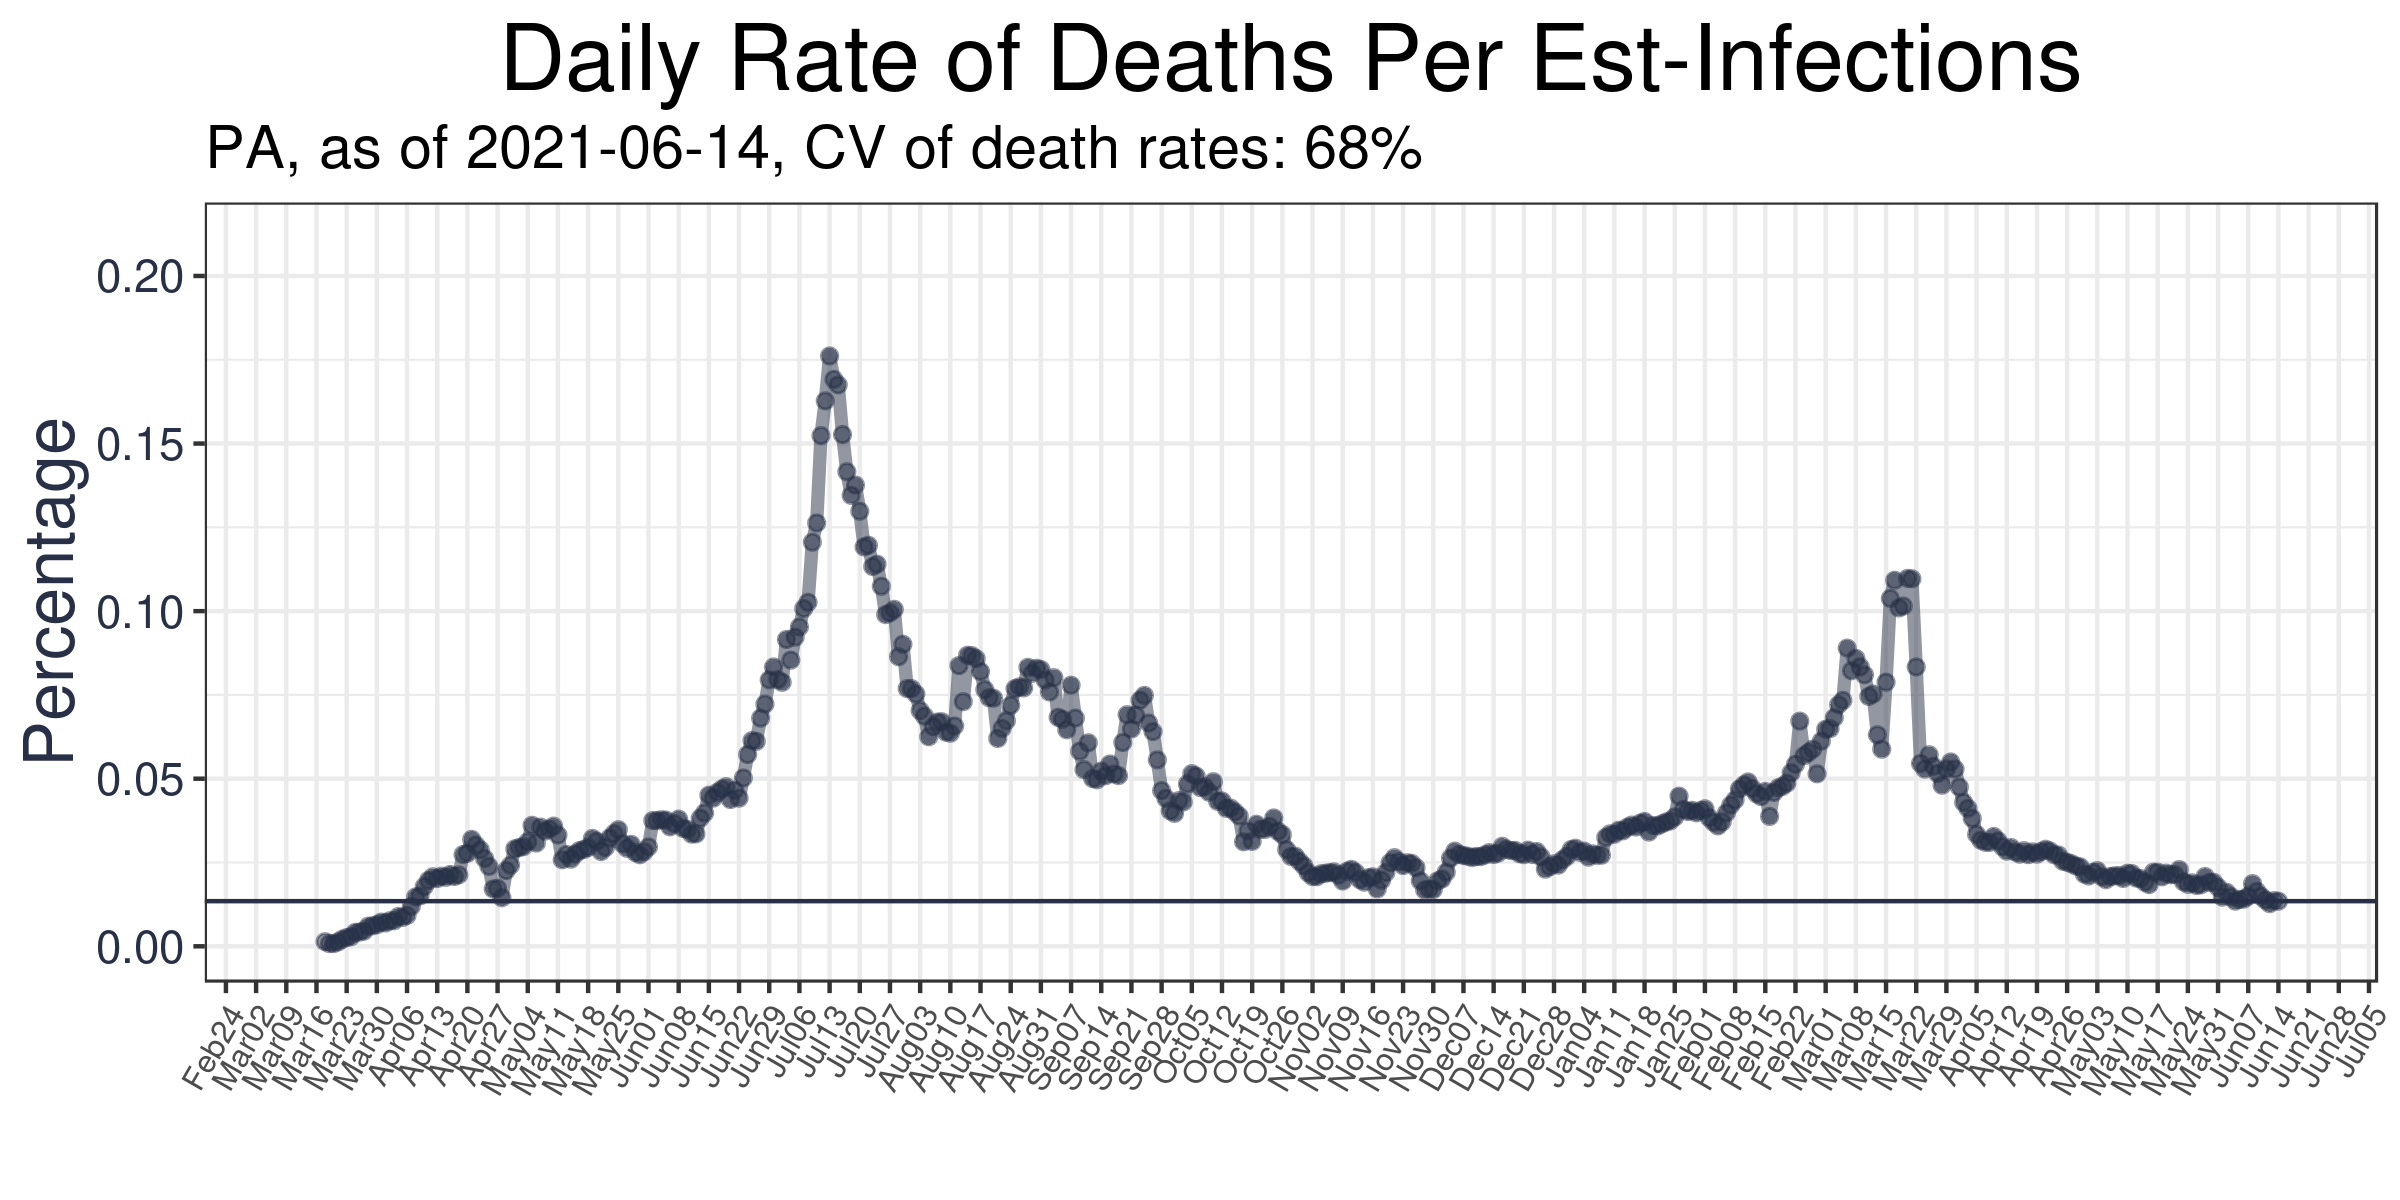 Daily Rate of Deaths Per Est-Infections
PA, as of 2021-06-14, CV of death rates: 68%
Percentage
0.20
0.15
0.10
0.05
0.00
Feb24
Mar02
Mar09
Mar16
Mar23
Mar30
Apr06
Apr13
Apr20
Apr27
May04
May11
May18
May25
Jun01
Jun08
Jun15
Jun22
Jun29
Jul06
Jul13
Jul20
Jul27
Aug03
Aug10
Aug17
Aug24
Aug31
Sep07
Sep14
Sep21
Sep28
Oct05
Oct12
Oct19
Oct26
Nov02
Nov09
Nov16
Nov23
Nov30
Dec07
Dec14
Dec21
Dec28
Jan04
Jan11
Jan18
Jan25
Feb01
Feb08
Feb15
Feb22
Mar01
Mar08
Mar15
Mar22
Mar29
Apr05
Apr12
Apr19
Apr26
May03
May10
May17
May24
May31
Jun07
Jun14
Jun21
Jun28
Jul05